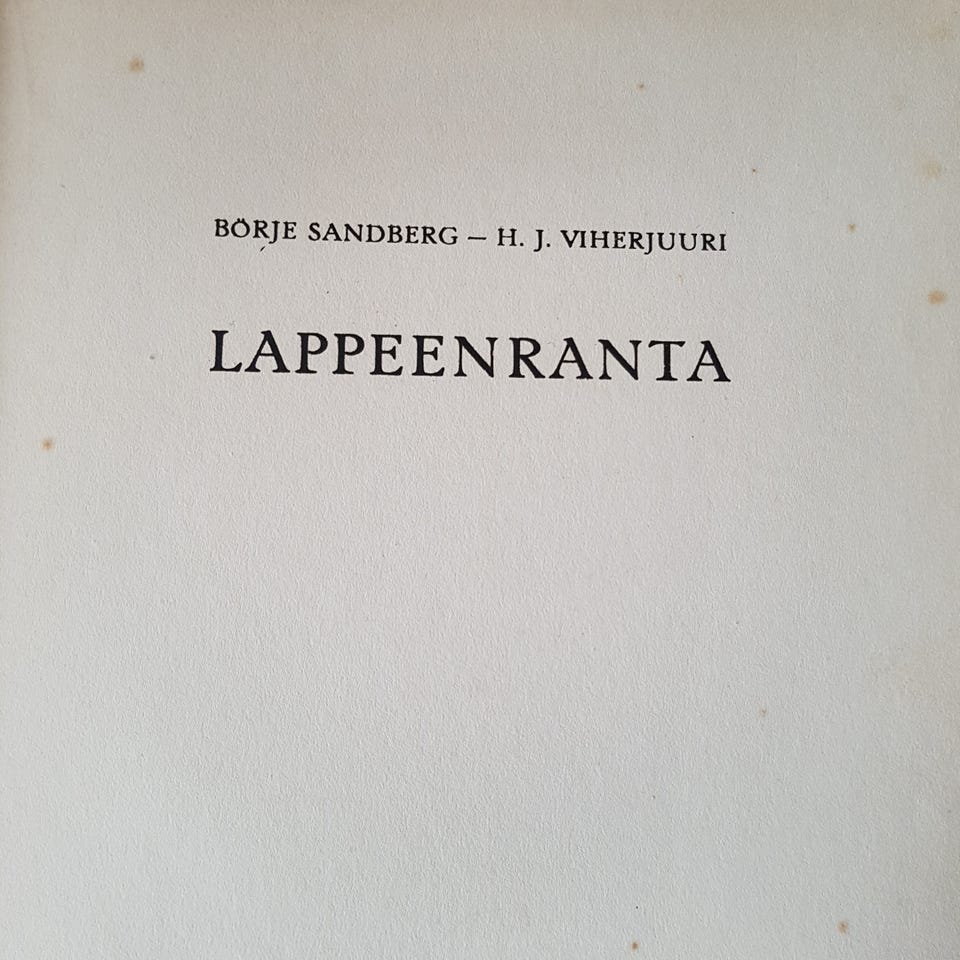 BÖRJE SANDBERG – H. J. VIHERJUURI
LAPPEENRANTA